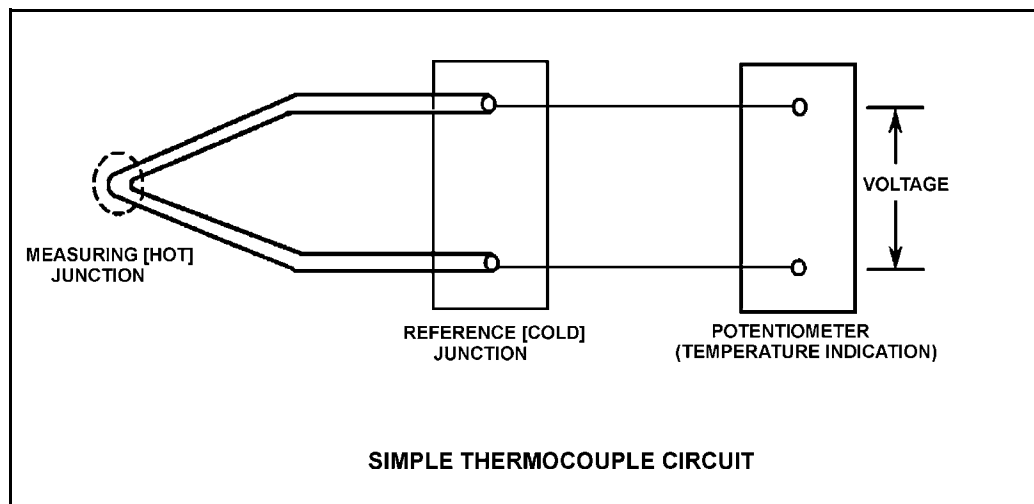 VOLTAGE
MEASURING [HOT]
JUNCTION
REFERENCE [COLD]
JUNCTION
POTENTIOMETER
(TEMPERATURE INDICATION)
SIMPLE THERMOCOUPLE CIRCUIT